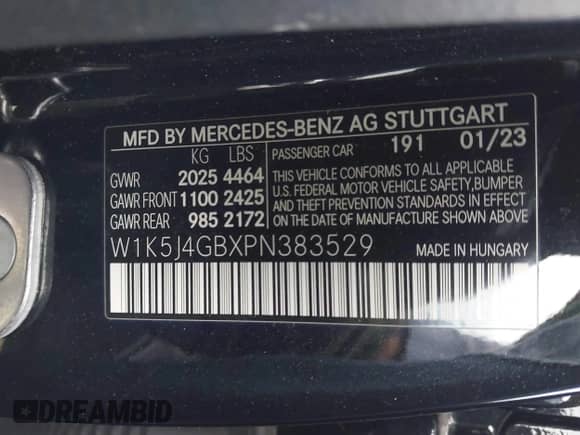 MFD BY MERCEDES-BENZ AG STUTTGART
KG LBS PASSENGER CAR 191 01/23
GVWR 2025 4464
GAWR FRONT 1100 2425
GAWR REAR 985 2172
THIS VEHICLE CONFORMS TO ALL APPLICABLE
U.S. FEDERAL MOTOR VEHICLE SAFETY, BUMPER
AND THEFT PREVENTION STANDARDS IN EFFECT ON THE
DATE OF MANUFACTURE SHOWN ABOVE
W1K5J4GBXPN383529 MADE IN HUNGARY
DREAMBID